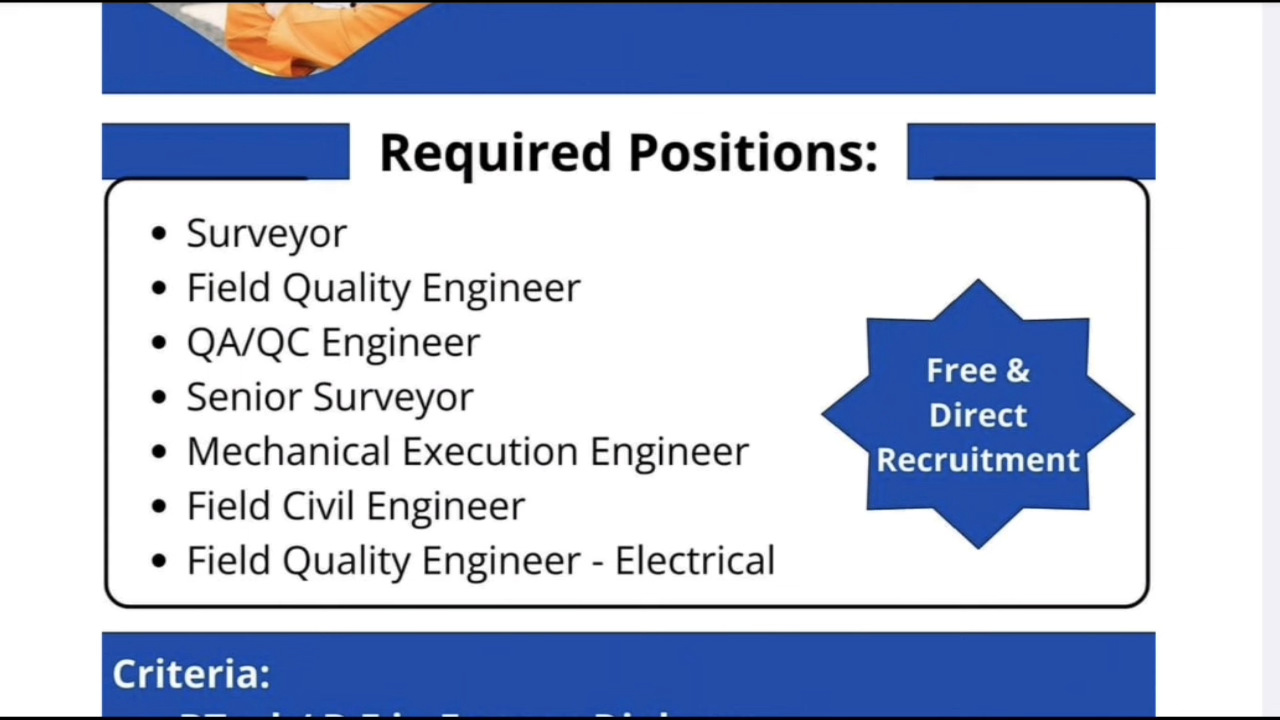 Required Positions:
Surveyor
Field Quality Engineer
QA/QC Engineer
Senior Surveyor
Mechanical Execution Engineer
Field Civil Engineer
Field Quality Engineer - Electrical
Free &
Direct
Recruitment
Criteria: